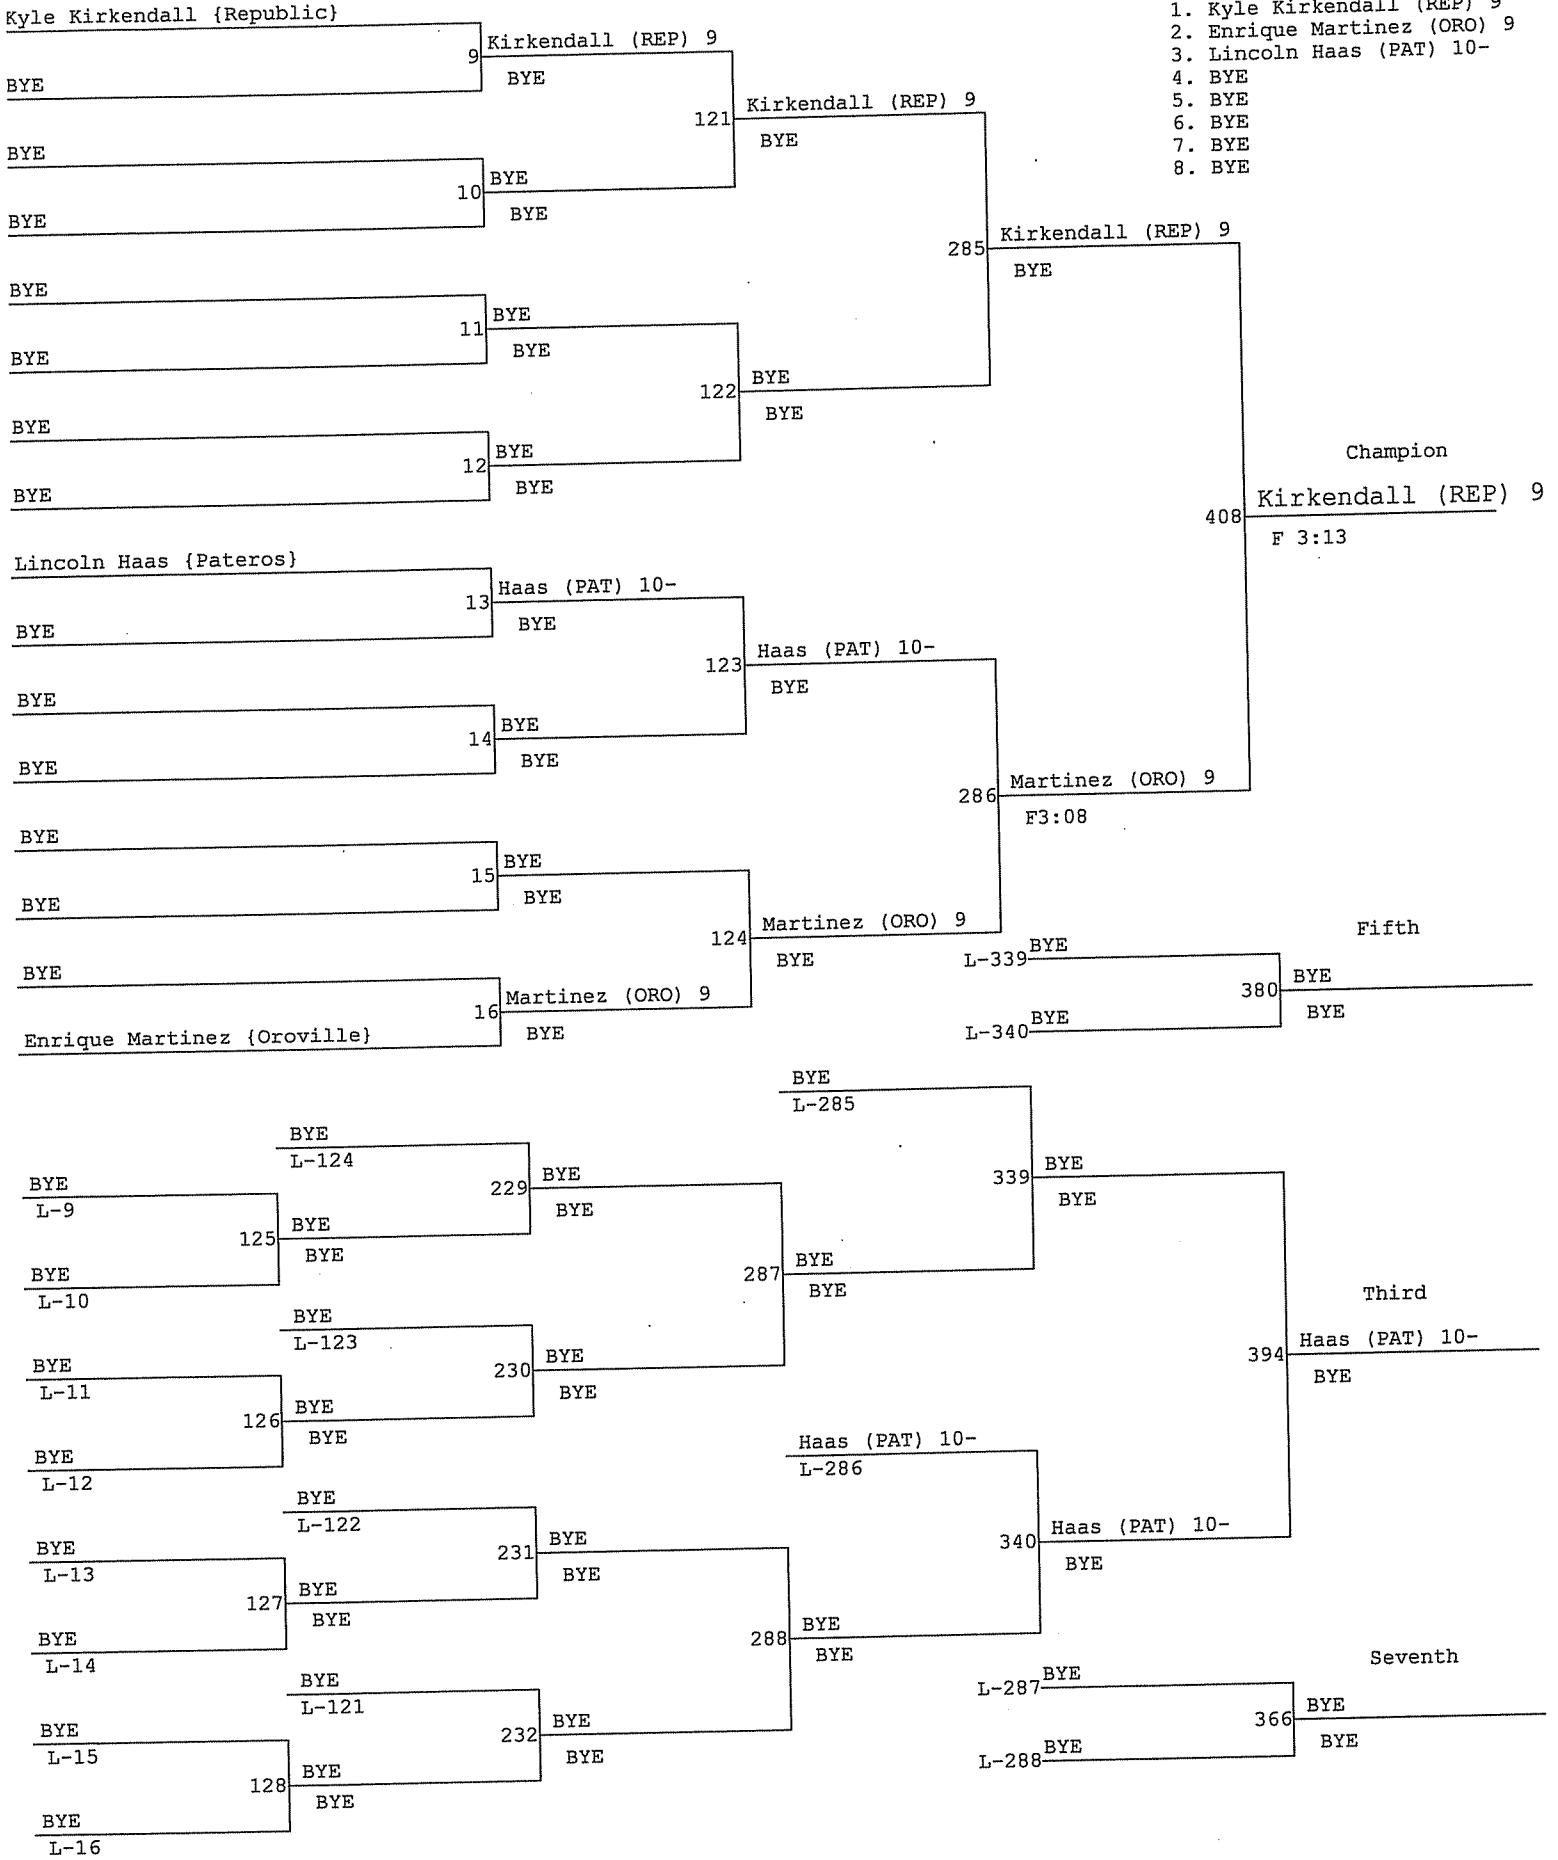 Kyle Kirkendall {Republic}
9
Kirkendall (REP) 9
BYE
BYE
121
Kirkendall (REP) 9
BYE
BYE
10
BYE
BYE
BYE
285
Kirkendall (REP) 9
BYE
BYE
11
BYE
BYE
BYE
122
BYE
BYE
BYE
12
BYE
BYE
BYE
1. Kyle Kirkendall (REP) 9
2. Enrique Martinez (ORO) 9
3. Lincoln Haas (PAT) 10-
4. BYE
5. BYE
6. BYE
7. BYE
8. BYE
Champion
408
Kirkendall (REP) 9
F 3:13
Lincoln Haas {Pateros}
13
Haas (PAT) 10-
BYE
BYE
123
Haas (PAT) 10-
BYE
BYE
14
BYE
BYE
BYE
286
Martinez (ORO) 9
F3:08
BYE
15
BYE
BYE
BYE
124
Martinez (ORO) 9
BYE
BYE
16
Martinez (ORO) 9
BYE
Enrique Martinez {Oroville}
Fifth
L-339
BYE
380
BYE
BYE
L-340
BYE
BYE
L-285
BYE
L-124
229
BYE
BYE
BYE
L-9
125
BYE
BYE
BYE
L-10
339
BYE
BYE
287
BYE
BYE
BYE
L-123
230
BYE
BYE
BYE
L-11
126
BYE
BYE
BYE
L-12
Third
394
Haas (PAT) 10-
BYE
Haas (PAT) 10-
L-286
BYE
L-122
231
BYE
BYE
BYE
L-13
127
BYE
BYE
BYE
L-14
340
Haas (PAT) 10-
BYE
288
BYE
BYE
BYE
L-121
232
BYE
BYE
BYE
L-15
128
BYE
BYE
BYE
L-16
Seventh
L-287
BYE
366
BYE
BYE
L-288
BYE